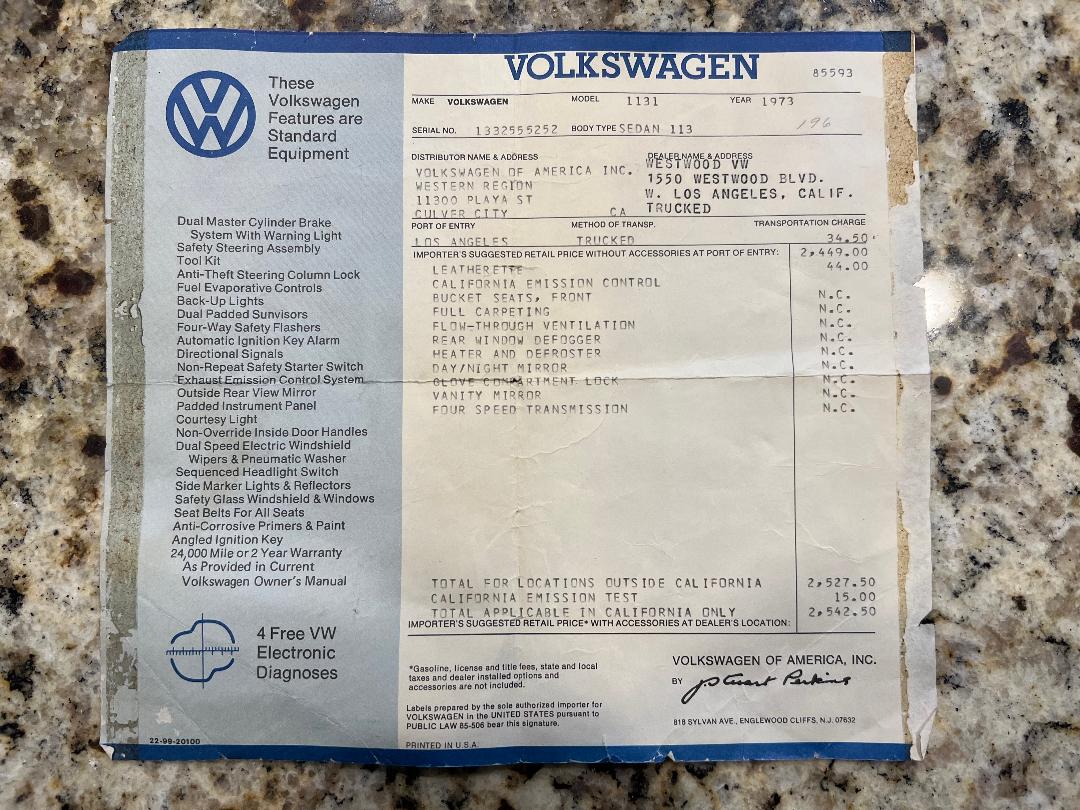 These
Volkswagen
Features are
Standard
Equipment
Dual Master Cylinder Brake
System With Warning Light
Safety Steering Assembly
Tool Kit
Anti-Theft Steering Column Lock
Fuel Evaporative Controls
Back-Up Lights
Dual Padded Sunvisors
Four-Way Safety Flashers
Automatic Ignition Key Alarm
Directional Signals
Non-Repeat Safety Starter Switch
Exhaust Emission Control System
Outside Rear View Mirror
Padded Instrument Panel
Courtesy Light
Non-Override Inside Door Handles
Dual Speed Electric Windshield
Wipers & Pneumatic Washer
Sequenced Headlight Switch
Side Marker Lights & Reflectors
Safety Glass Windshield & Windows
Seat Belts For All Seats
Anti-Corrosive Primers & Paint
Angled Ignition Key
24,000 Mile or 2 Year Warranty
As Provided in Current
Volkswagen Owner's Manual
4 Free VW
Electronic
Diagnoses
22-99-20100
VOLKSWAGEN
85593
MAKE VOLKSWAGEN MODEL 1131 YEAR 1973
SERIAL NO. 1332555252 BODY TYPE SEDAN 113 196
DISTRIBUTOR NAME & ADDRESS DEALER NAME & ADDRESS
VOLKSWAGEN OF AMERICA INC. WESTWOOD VW
WESTERN REGION 1550 WESTWOOD BLVD.
11300 PLAYA ST W. LOS ANGELES, CALIF.
CULVER CITY CA TRUCKED
PORT OF ENTRY METHOD OF TRANSP. TRANSPORTATION CHARGE
LOS ANGELES TRUCKED 34.50
IMPORTER'S SUGGESTED RETAIL PRICE WITHOUT ACCESSORIES AT PORT OF ENTRY: 2,449.00
LEATHERETTE 44.00
CALIFORNIA EMISSION CONTROL
BUCKET SEATS, FRONT N.C.
FULL CARPETING N.C.
FLOW-THROUGH VENTILATION N.C.
REAR WINDOW DEFOGGER N.C.
HEATER AND DEFROSTER N.C.
DAY/NIGHT MIRROR N.C.
GLOVE COMPARTMENT LOCK N.C.
VANITY MIRROR N.C.
FOUR SPEED TRANSMISSION N.C.
TOTAL FOR LOCATIONS OUTSIDE CALIFORNIA 2,527.50
CALIFORNIA EMISSION TEST 15.00
TOTAL APPLICABLE IN CALIFORNIA ONLY 2,542.50
IMPORTER'S SUGGESTED RETAIL PRICE* WITH ACCESSORIES AT DEALER'S LOCATION:
*Gasoline, license and title fees, state and local
taxes and dealer installed options and
accessories are not included.
Labels prepared by the sole authorized importer for
VOLKSWAGEN in the UNITED STATES pursuant to
PUBLIC LAW 85-506 bear this signature.
PRINTED IN U.S.A.
VOLKSWAGEN OF AMERICA, INC.
BY J. Stuart Perkins
818 SYLVAN AVE., ENGLEWOOD CLIFFS, N.J. 07632